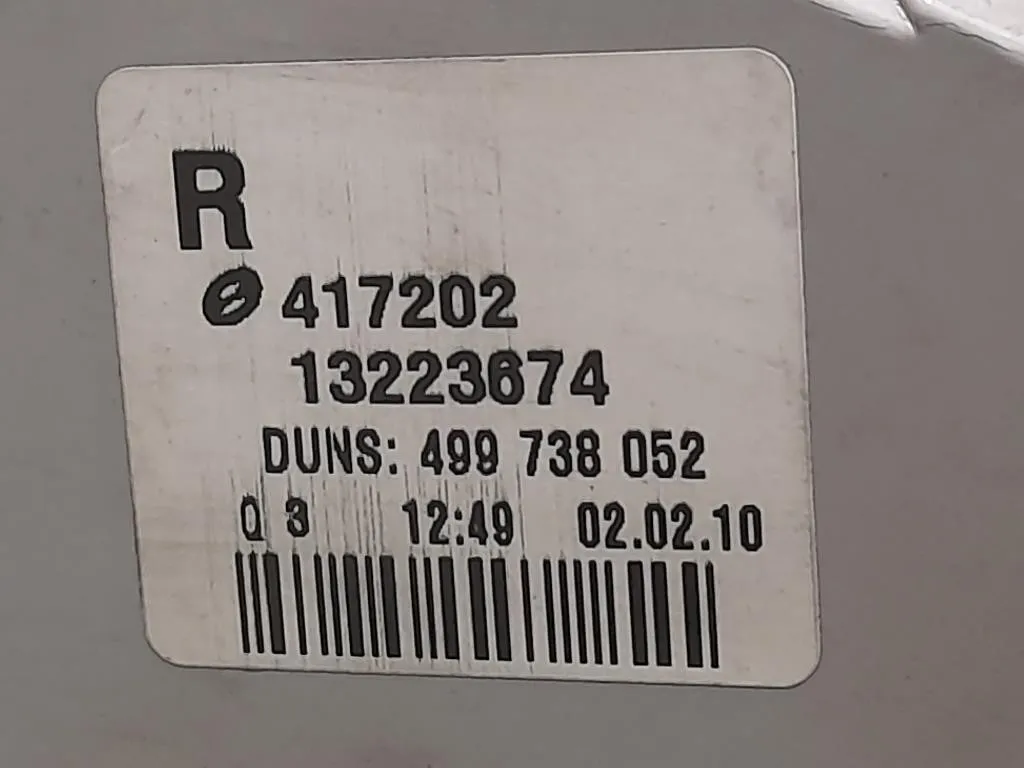 R
417202
13223674
DUNS: 499 738 052
Q 3 12:49 02.02.10